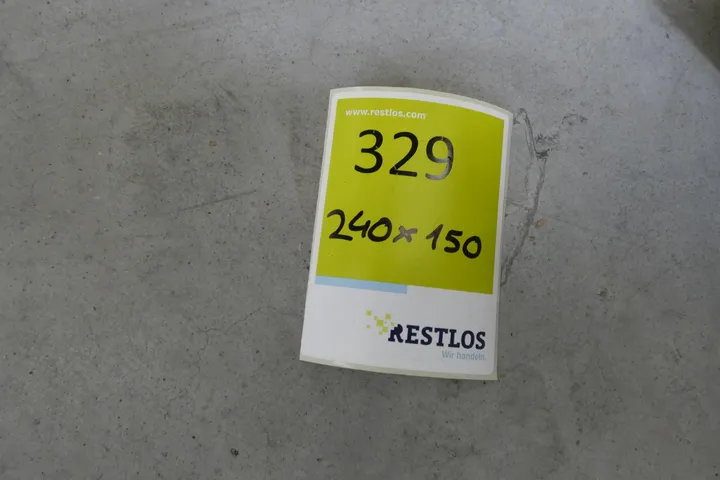 www.restlos.com
329
240 x 150
RESTLOS
Wir handeln.